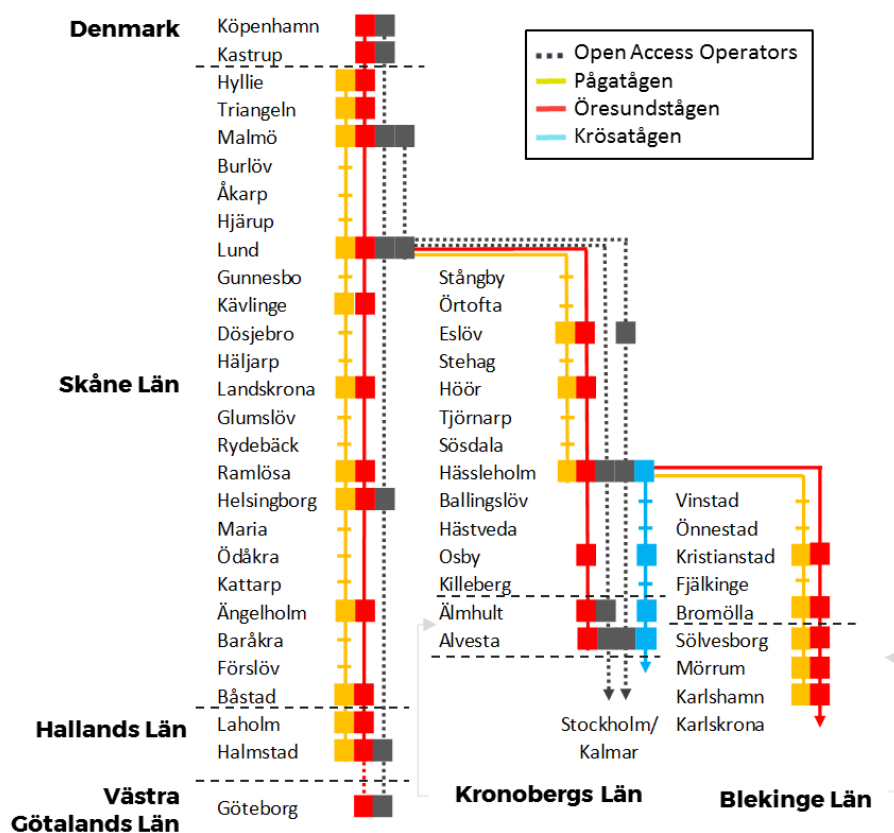 Denmark
Köpenhamn
Kastrup
Hyllie
Triangeln
Malmö
Burlöv
Åkarp
Hjärup
Lund
Gunnesbo
Kävlinge
Dösjebro
Häljarp
Skåne Län
Landskrona
Glumslöv
Rydebäck
Ramlösa
Helsingborg
Maria
Ödåkra
Kattarp
Ängelholm
Baråkra
Förslöv
Båstad
Hallands Län
Laholm
Halmstad
Västra
Götalands Län
Göteborg
Open Access Operators
Pågatågen
Öresundstågen
Krösatågen
Stångby
Örtofta
Eslöv
Stehag
Höör
Tjörnarp
Sösdala
Hässleholm
Ballingslöv
Hästveda
Osby
Killeberg
Älmhult
Alvesta
Stockholm/
Kalmar
Kronobergs Län
Vinstad
Önnestad
Kristianstad
Fjälkinge
Bromölla
Sölvesborg
Mörrum
Karlshamn
Karlskrona
Blekinge Län